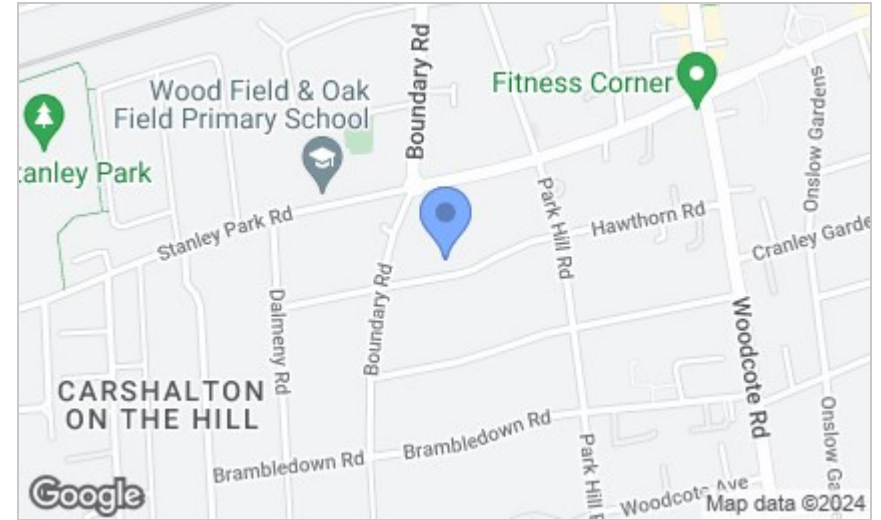 Boundary Rd
Wood Field & Oak
Field Primary School
Fitness Corner
Onslow Gardens
tanley Park
Stanley Park Rd
Park Hill Rd
Hawthorn Rd
Cranley Garde
Dalmeny Rd
Boundary Rd
Woodcote Rd
CARSHALTON
ON THE HILL
Brambledown Rd
Brambledown Rd
Park Hill R
Onslow Ga
Woodcote Ave
Google
Map data ©2024